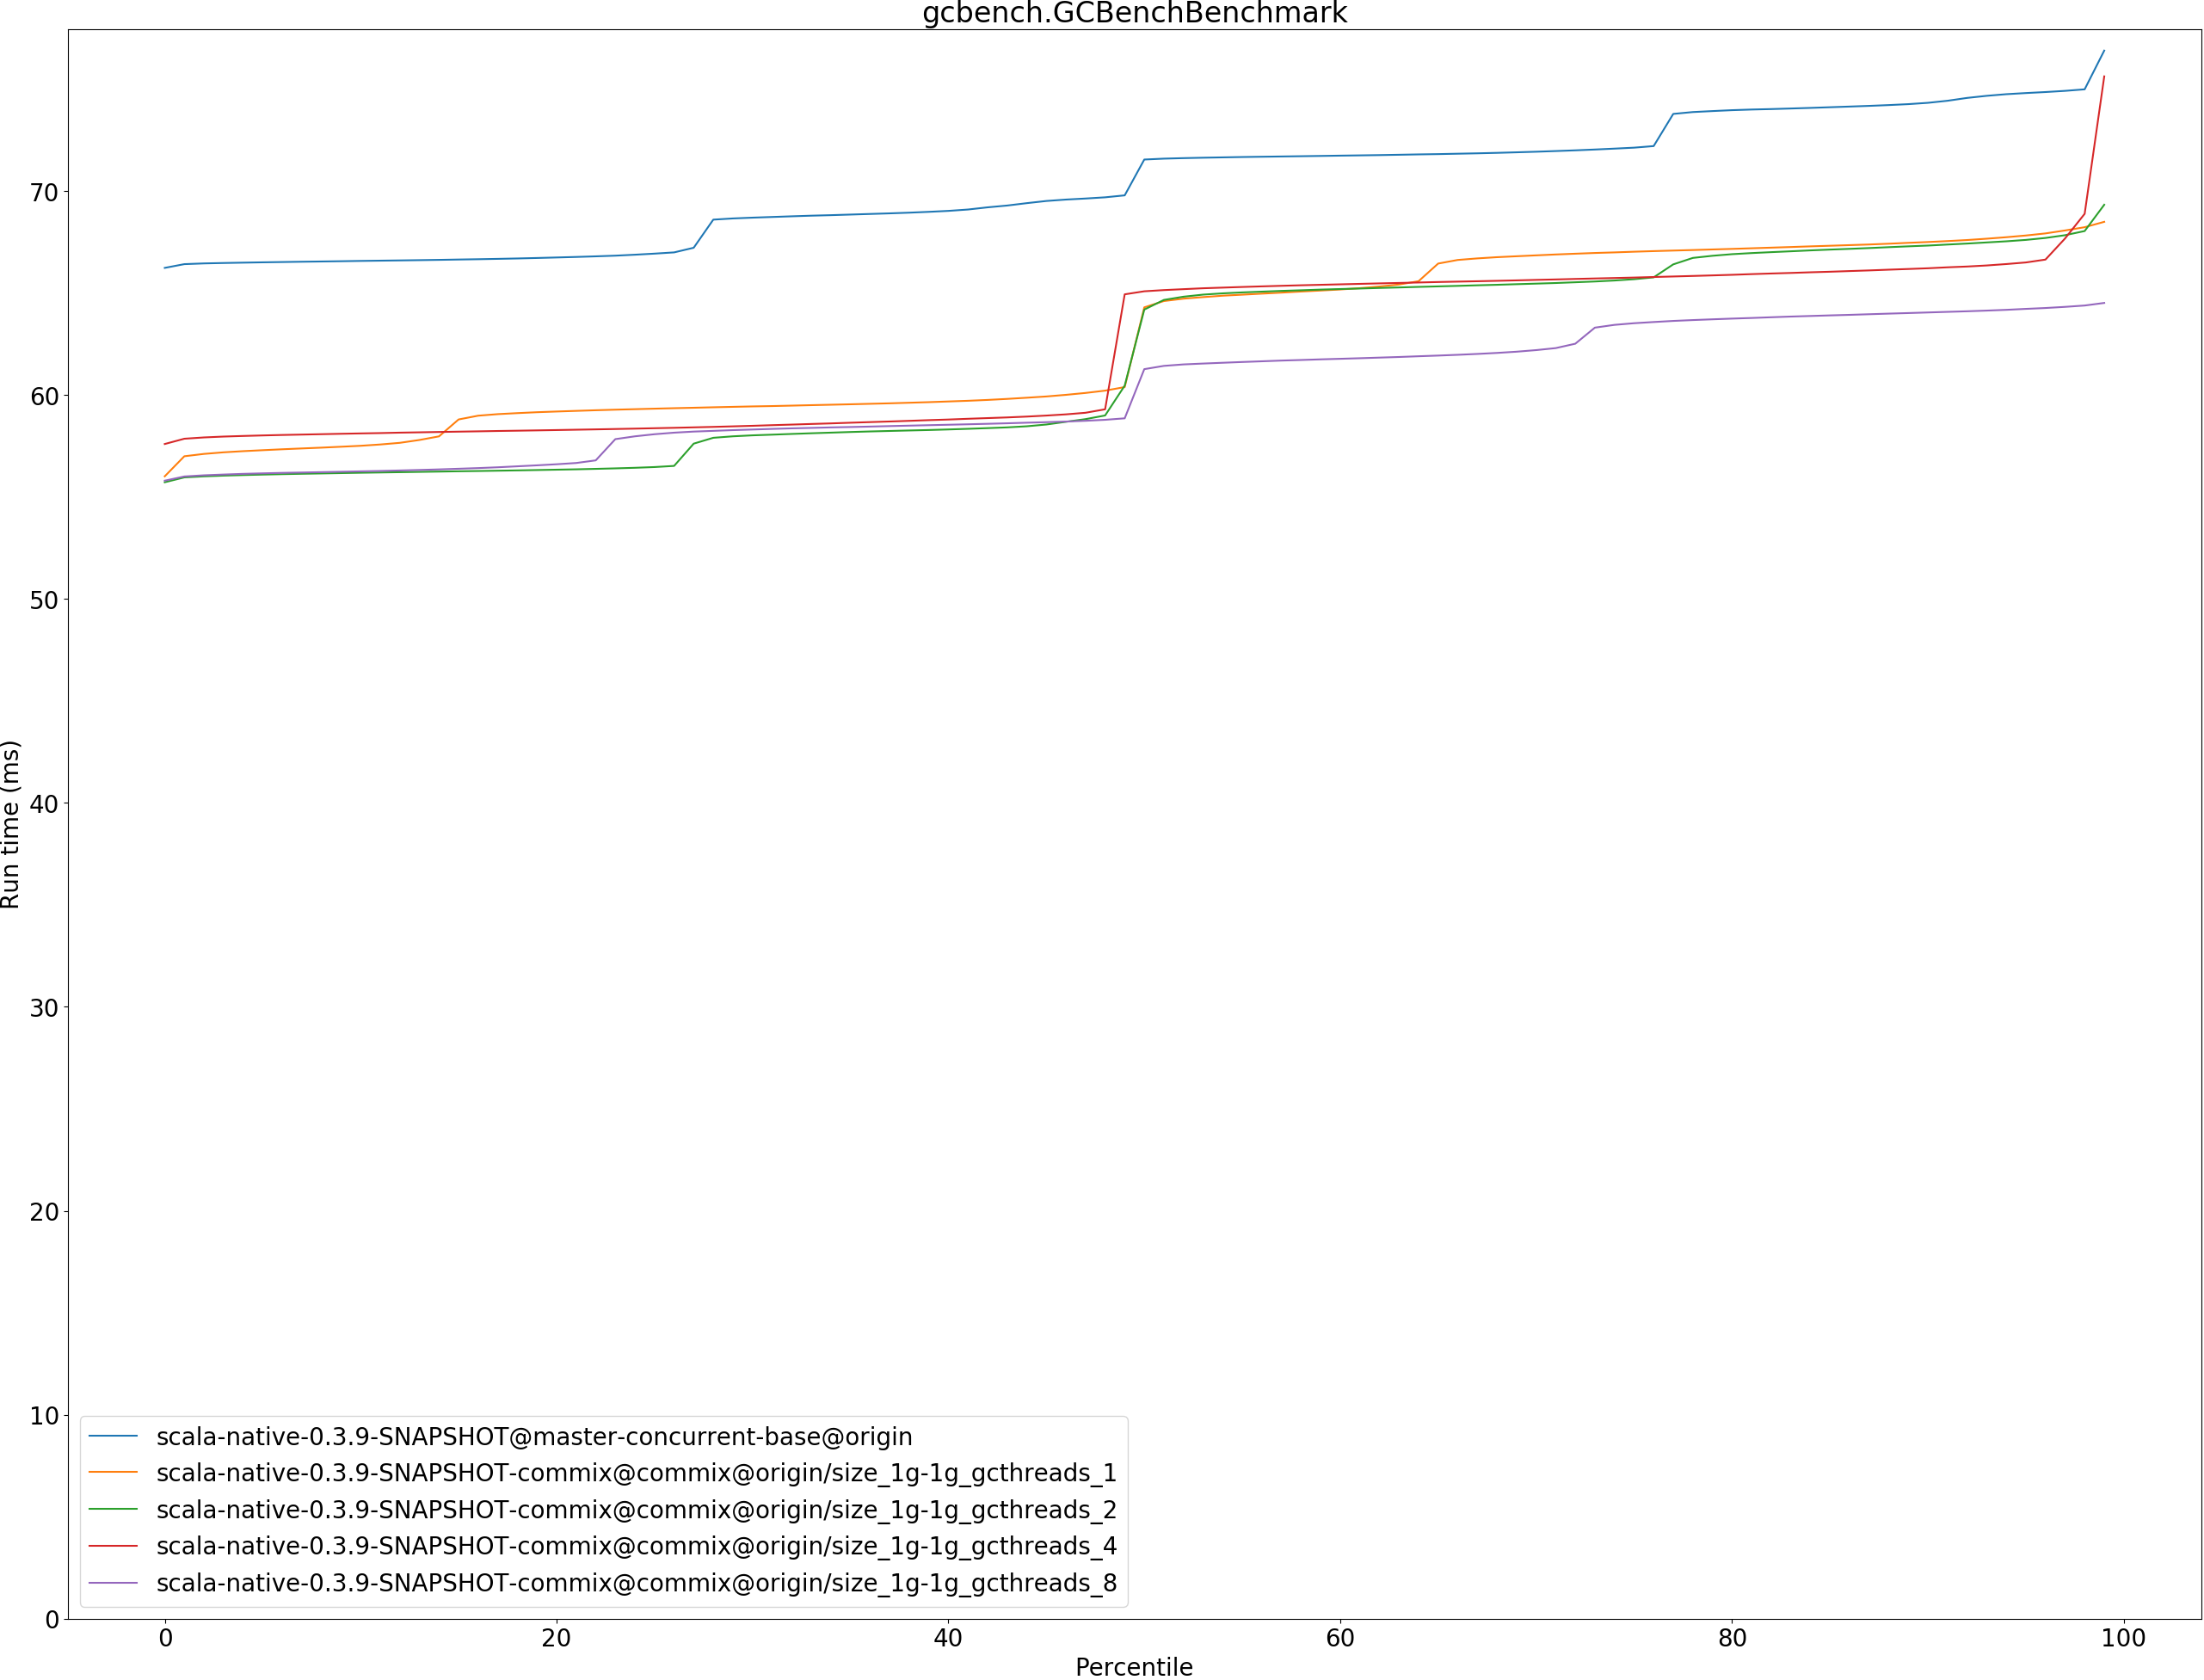 gcbench.GCBenchBenchmark
Run time (ms)
70
60
50
40
30
20
10
0
scala-native-0.3.9-SNAPSHOT@master-concurrent-base@origin
scala-native-0.3.9-SNAPSHOT-commix@commix@origin/size_1g-1g_gcthreads_1
scala-native-0.3.9-SNAPSHOT-commix@commix@origin/size_1g-1g_gcthreads_2
scala-native-0.3.9-SNAPSHOT-commix@commix@origin/size_1g-1g_gcthreads_4
scala-native-0.3.9-SNAPSHOT-commix@commix@origin/size_1g-1g_gcthreads_8
0 20 40 60 80 100
Percentile